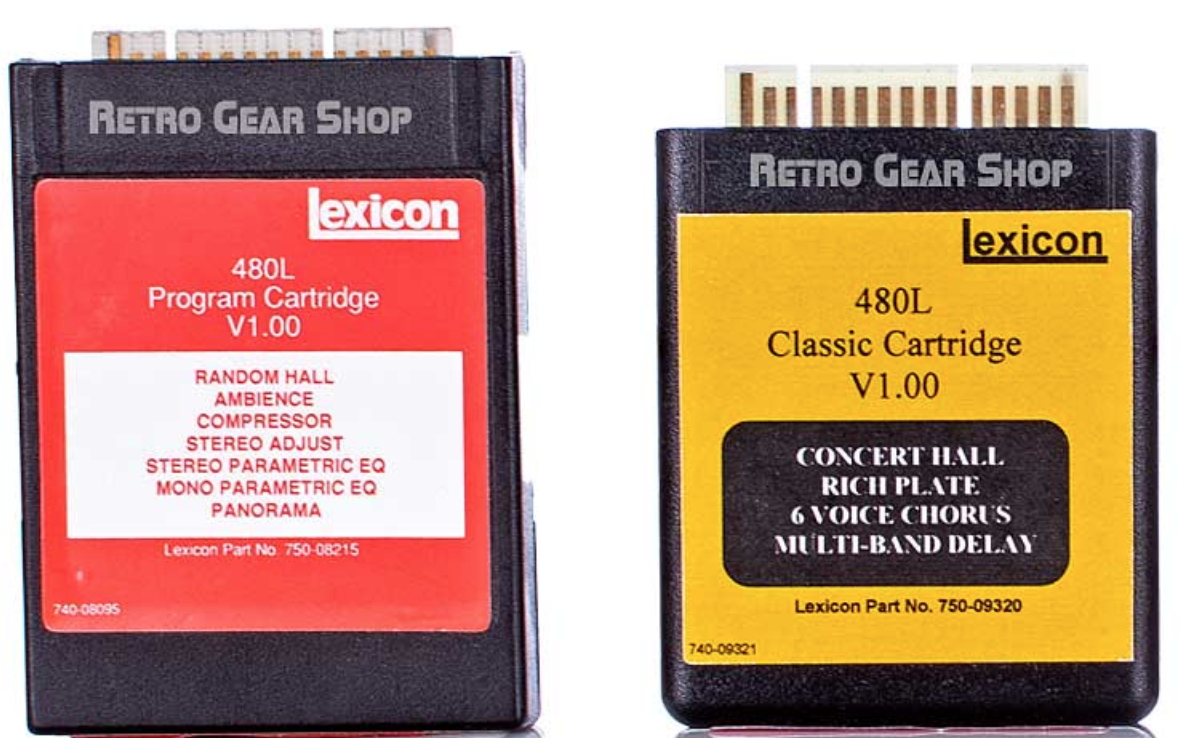 RETRO GEAR SHOP
lexicon
480L
Program Cartridge
V1.00
RANDOM HALL
AMBIENCE
COMPRESSOR
STEREO ADJUST
STEREO PARAMETRIC EQ
MONO PARAMETRIC EQ
PANORAMA
Lexicon Part No. 750-08215
740-08095
RETRO GEAR SHOP
lexicon
480L
Classic Cartridge
V1.00
CONCERT HALL
RICH PLATE
6 VOICE CHORUS
MULTI-BAND DELAY
Lexicon Part No. 750-09320
740-09321